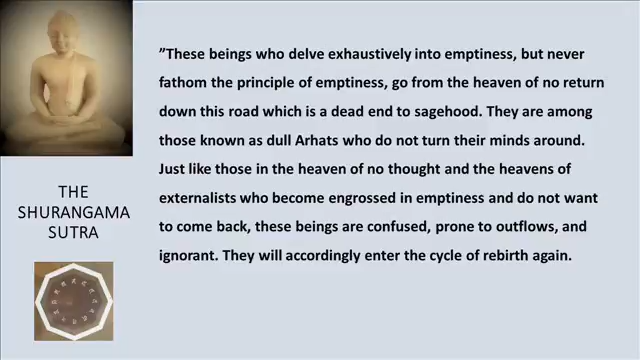 ”These beings who delve exhaustively into emptiness, but never
fathom the principle of emptiness, go from the heaven of no return
down this road which is a dead end to sagehood. They are among
those known as dull Arhats who do not turn their minds around.
Just like those in the heaven of no thought and the heavens of
externalists who become engrossed in emptiness and do not want
to come back, these beings are confused, prone to outflows, and
ignorant. They will accordingly enter the cycle of rebirth again.
THE
SHURANGAMA
SUTRA